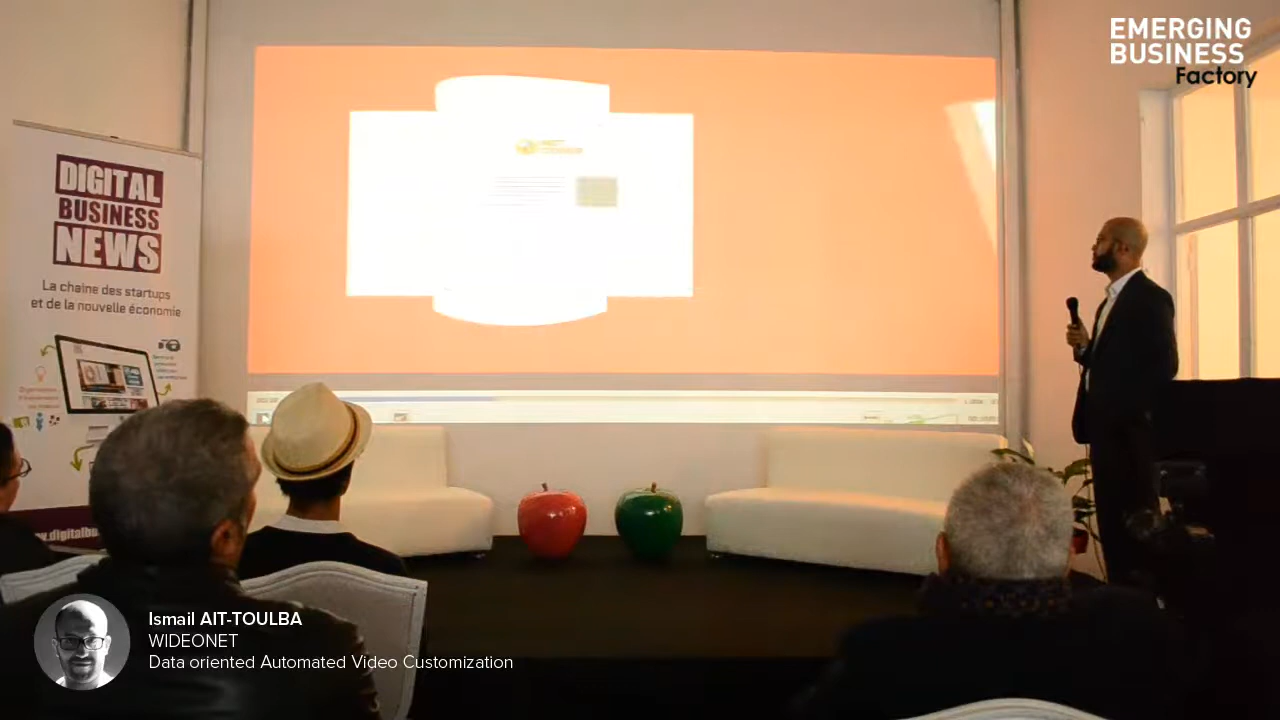 EMERGING
BUSINESS
Factory
DIGITAL
BUSINESS
NEWS
La chaine des startups
et de la nouvelle économie
Ismail AIT-TOULBA
WIDEONET
Data oriented Automated Video Customization